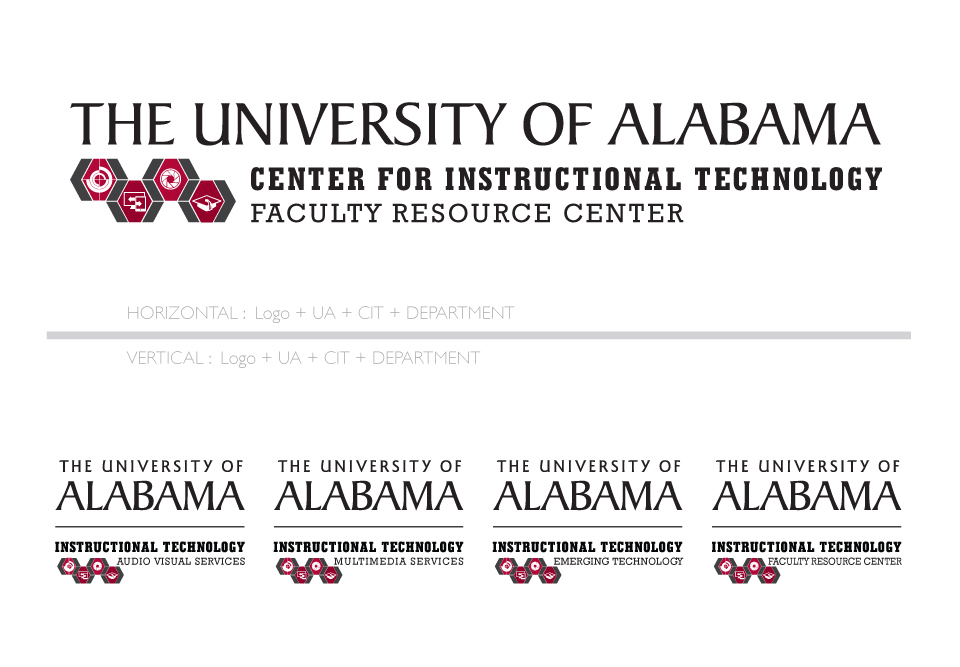 THE UNIVERSITY OF ALABAMA
CENTER FOR INSTRUCTIONAL TECHNOLOGY
FACULTY RESOURCE CENTER
HORIZONTAL : Logo + UA + CIT + DEPARTMENT
VERTICAL : Logo + UA + CIT + DEPARTMENT
THE UNIVERSITY OF
ALABAMA
INSTRUCTIONAL TECHNOLOGY
AUDIO VISUAL SERVICES
THE UNIVERSITY OF
ALABAMA
INSTRUCTIONAL TECHNOLOGY
MULTIMEDIA SERVICES
THE UNIVERSITY OF
ALABAMA
INSTRUCTIONAL TECHNOLOGY
EMERGING TECHNOLOGY
THE UNIVERSITY OF
ALABAMA
INSTRUCTIONAL TECHNOLOGY
FACULTY RESOURCE CENTER